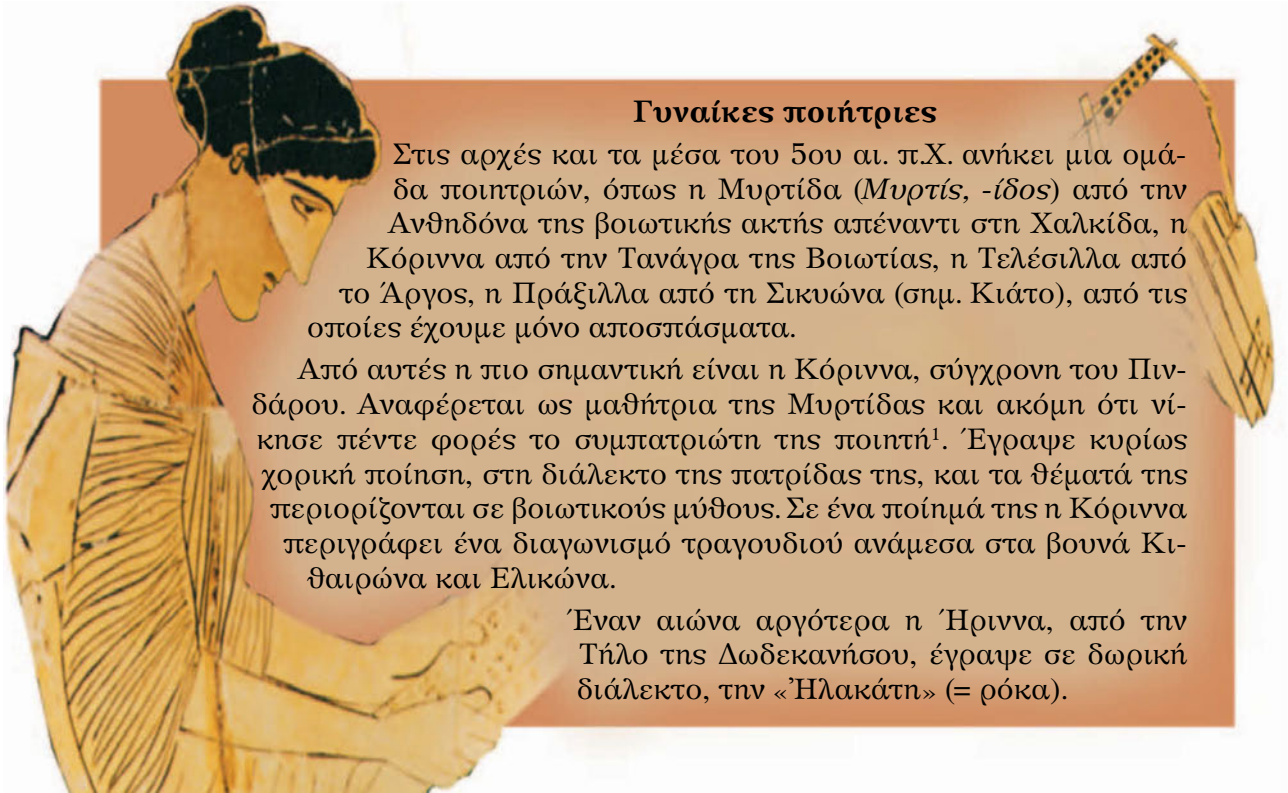 Γυναίκες ποιήτριες
Στις αρχές και τα μέσα του 5ου αι. π.Χ. ανήκει μια ομά-
δα ποιητριών, όπως η Μυρτίδα (Μυρτίς, -ίδος) από την
Ανθηδόνα της βοιωτικής ακτής απέναντι στη Χαλκίδα, η
Κόριννα από την Τανάγρα της Βοιωτίας, η Τελέσιλλα από
το Άργος, η Πράξιλλα από τη Σικυώνα (σημ. Κιάτο), από τις
οποίες έχουμε μόνο αποσπάσματα.
Από αυτές η πιο σημαντική είναι η Κόριννα, σύγχρονη του Πιν-
δάρου. Αναφέρεται ως μαθήτρια της Μυρτίδας και ακόμη ότι νί-
κησε πέντε φορές το συμπατριώτη της ποιητή¹. Έγραψε κυρίως
χορική ποίηση, στη διάλεκτο της πατρίδας της, και τα θέματά της
περιορίζονται σε βοιωτικούς μύθους. Σε ένα ποίημά της η Κόριννα
περιγράφει ένα διαγωνισμό τραγουδιού ανάμεσα στα βουνά Κι-
θαιρώνα και Ελικώνα.
Έναν αιώνα αργότερα η Ήριννα, από την
Τήλο της Δωδεκανήσου, έγραψε σε δωρική
διάλεκτο, την «Ἠλακάτη» (= ρόκα).